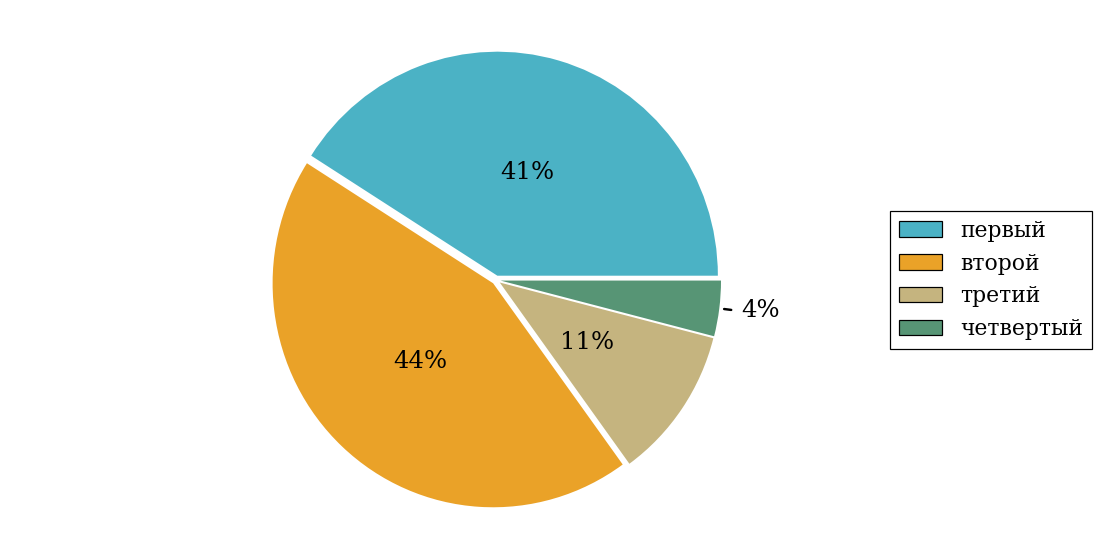 41%
44%
11%
4%
первый
второй
третий
четвертый